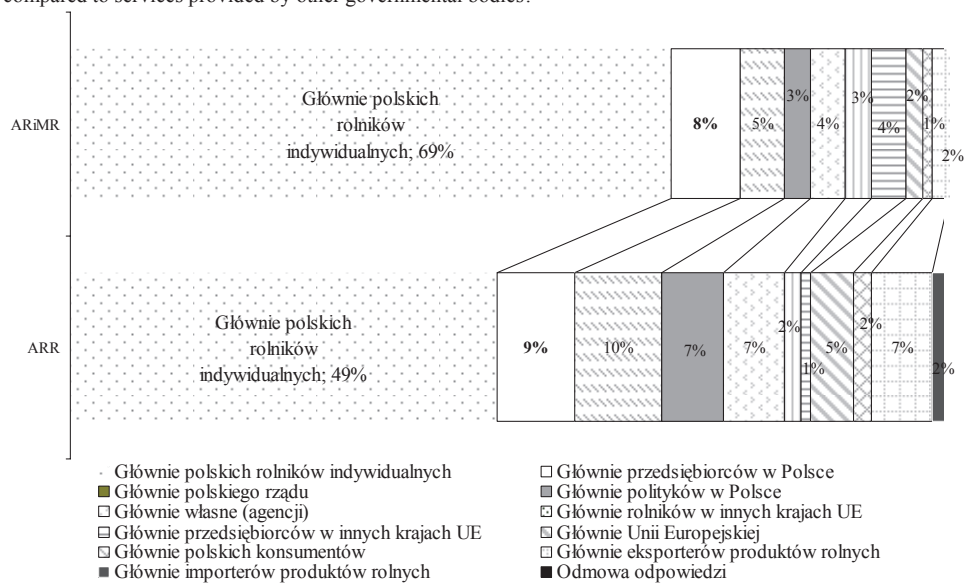 compared to services provided by other governmental bodies?
ARiMR
Głównie polskich
rolników
indywidualnych; 69%
8%
5%
3%
4%
3%
4%
2%
1%
2%
ARR
Głównie polskich
rolników
indywidualnych; 49%
9%
10%
7%
7%
2%
1%
5%
2%
7%
2%
Głównie polskich rolników indywidualnych
Głównie przedsiębiorców w Polsce
Głównie polskiego rządu
Głównie polityków w Polsce
Głównie własne (agencji)
Głównie rolników w innych krajach UE
Głównie przedsiębiorców w innych krajach UE
Głównie Unii Europejskiej
Głównie polskich konsumentów
Głównie eksporterów produktów rolnych
Głównie importerów produktów rolnych
Odmowa odpowiedzi